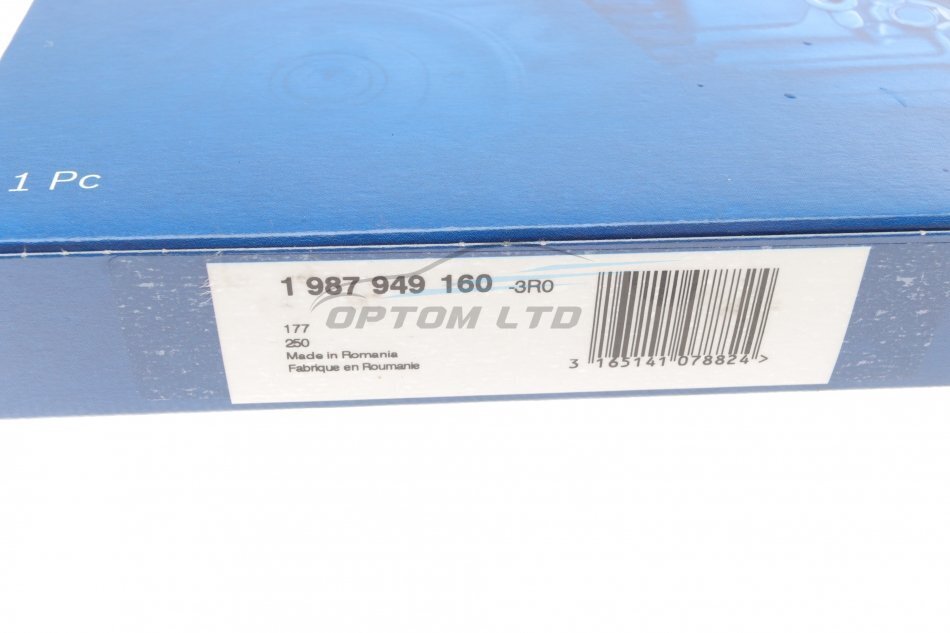 1 Pc
1 987 949 160 -3R0
OPTOM LTD
177
250
Made in Romania
Fabrique en Roumanie
3 165141 078824 >